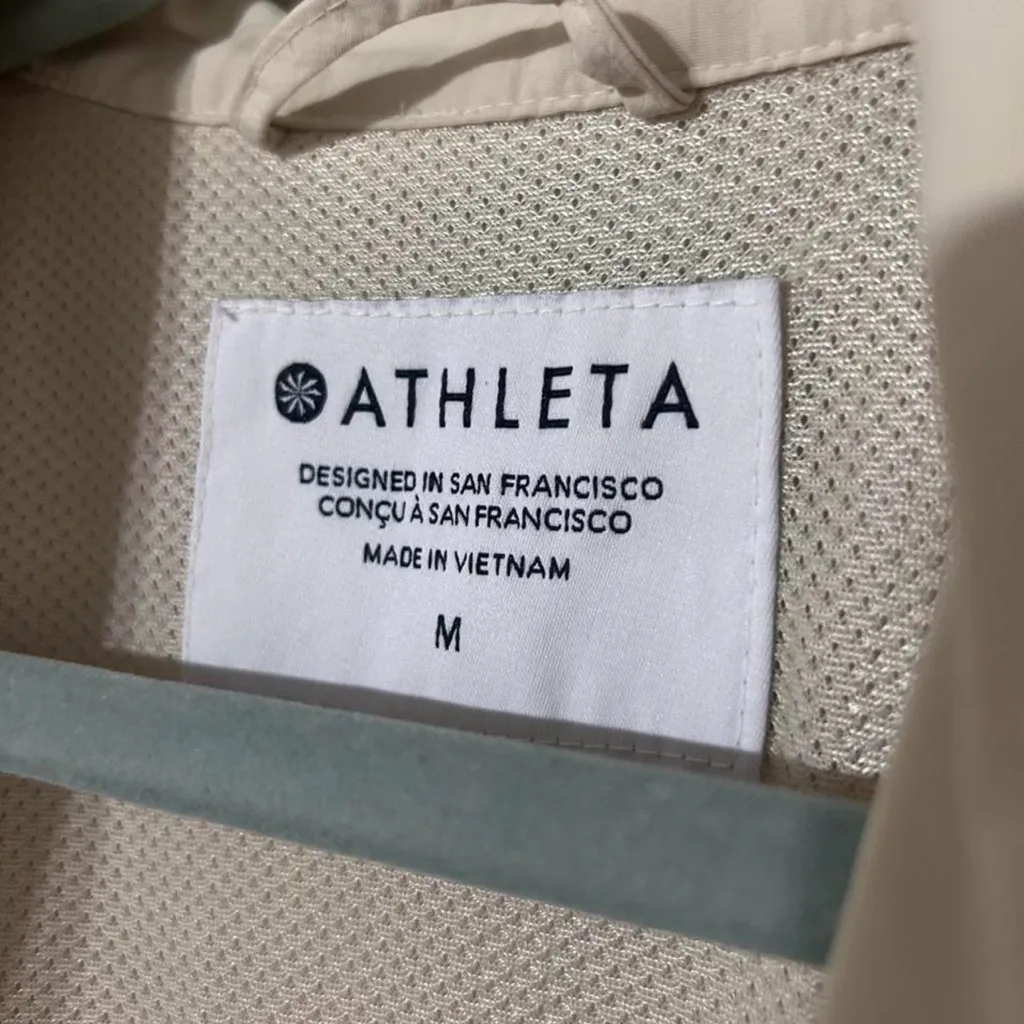 ATHLETA
DESIGNED IN SAN FRANCISCO
CONÇU À SAN FRANCISCO
MADE IN VIETNAM
M